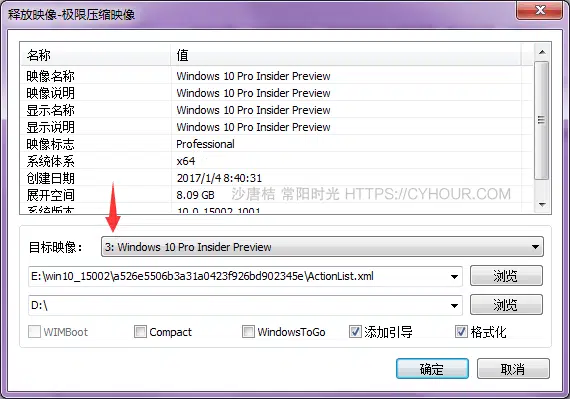 释放映像-极限压缩映像
名称 值
映像名称 Windows 10 Pro Insider Preview
映像说明 Windows 10 Pro Insider Preview
显示名称 Windows 10 Pro Insider Preview
显示说明 Windows 10 Pro Insider Preview
映像标志 Professional
系统体系 x64
创建日期 2017/1/4 8:40:31
展开空间 8.09 GB
沙唐桔 常阳时光 HTTPS://CYHOUR.COM
系统版本 10.0.15002.1001
目标映像： 3: Windows 10 Pro Insider Preview
E:\win10_15002\a526e5506b3a31a0423f926bd902345e\ActionList.xml 浏览
D:\ 浏览
WIMBoot Compact WindowsToGo 添加引导 格式化
确定 取消